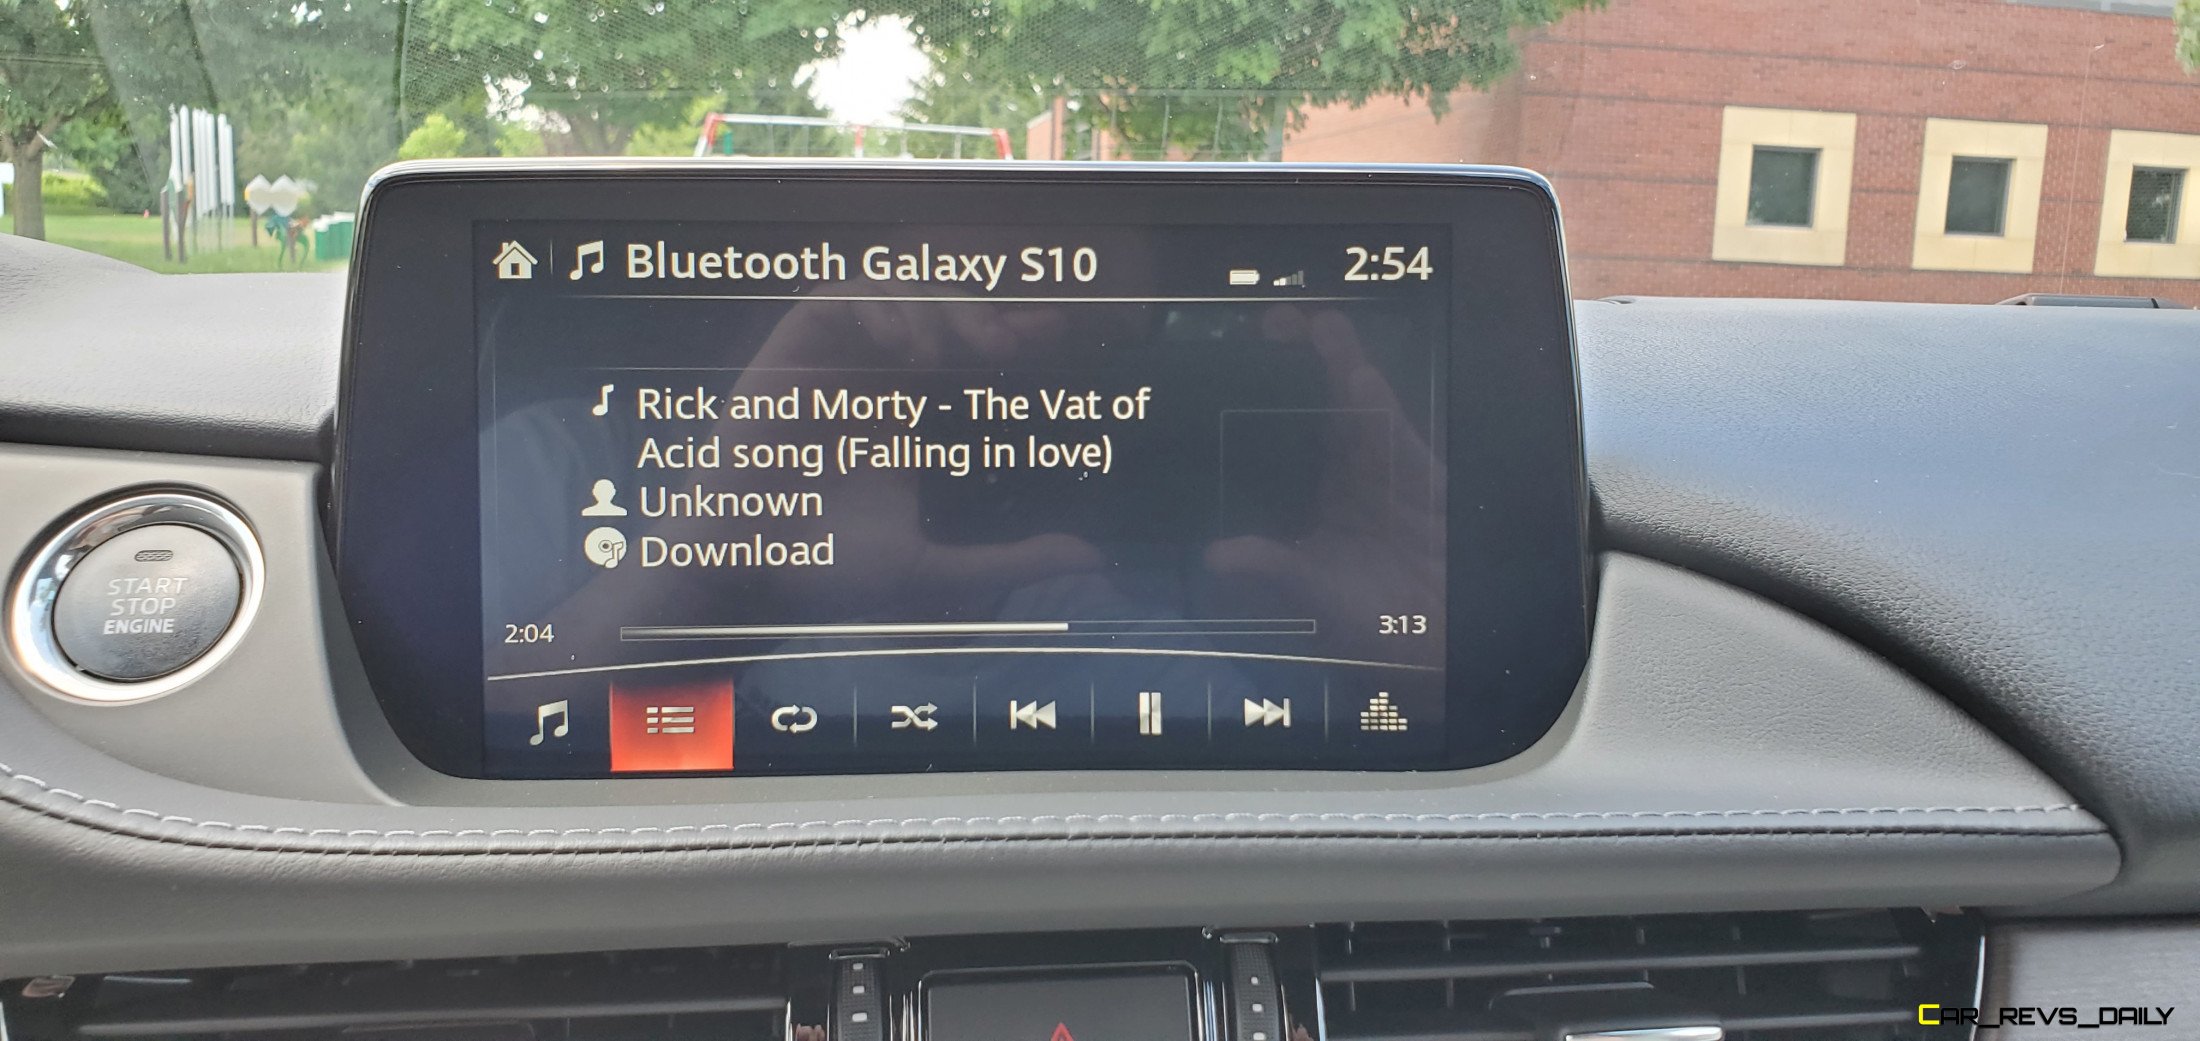 Bluetooth Galaxy S10
2:54
Rick and Morty - The Vat of
Acid song (Falling in love)
Unknown
Download
2:04
3:13
START
STOP
ENGINE
CAR_REVS_DAILY